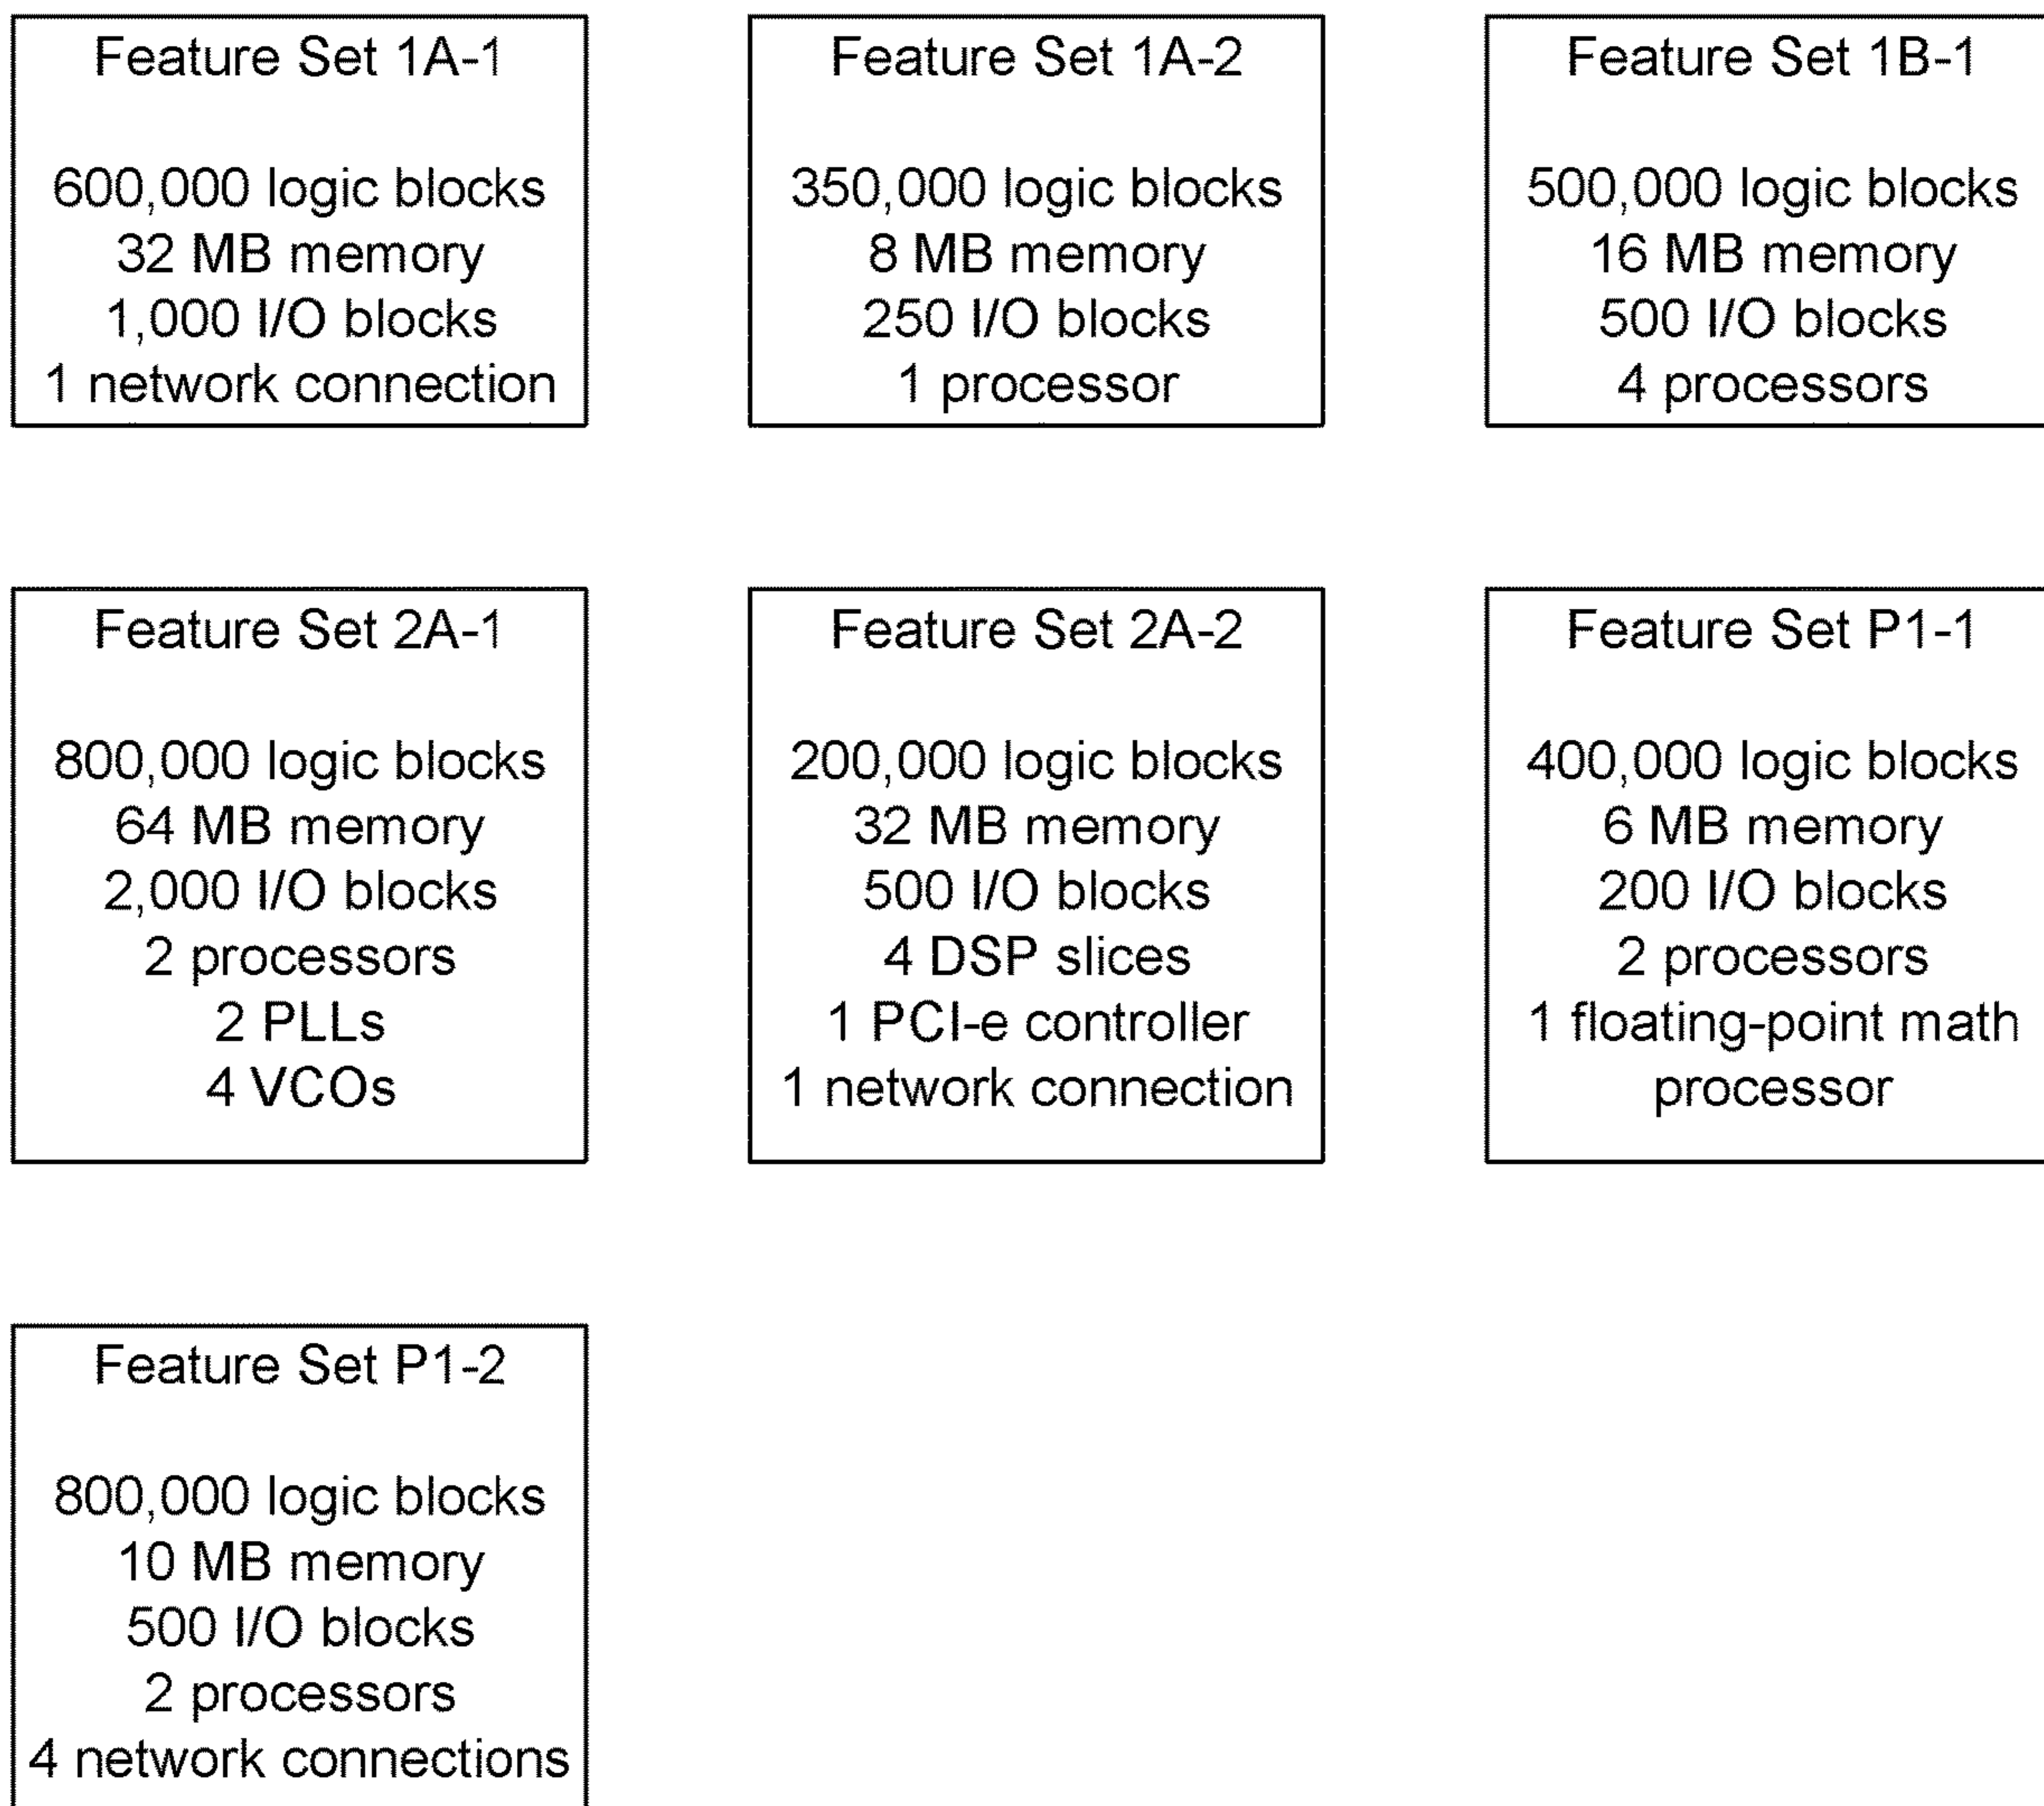 Feature Set 1A-1
600,000 logic blocks
32 MB memory
1,000 I/O blocks
1 network connection
Feature Set 1A-2
350,000 logic blocks
8 MB memory
250 I/O blocks
1 processor
Feature Set 1B-1
500,000 logic blocks
16 MB memory
500 I/O blocks
4 processors
Feature Set 2A-1
800,000 logic blocks
64 MB memory
2,000 I/O blocks
2 processors
2 PLLs
4 VCOs
Feature Set 2A-2
200,000 logic blocks
32 MB memory
500 I/O blocks
4 DSP slices
1 PCI-e controller
1 network connection
Feature Set P1-1
400,000 logic blocks
6 MB memory
200 I/O blocks
2 processors
1 floating-point math
processor
Feature Set P1-2
800,000 logic blocks
10 MB memory
500 I/O blocks
2 processors
4 network connections